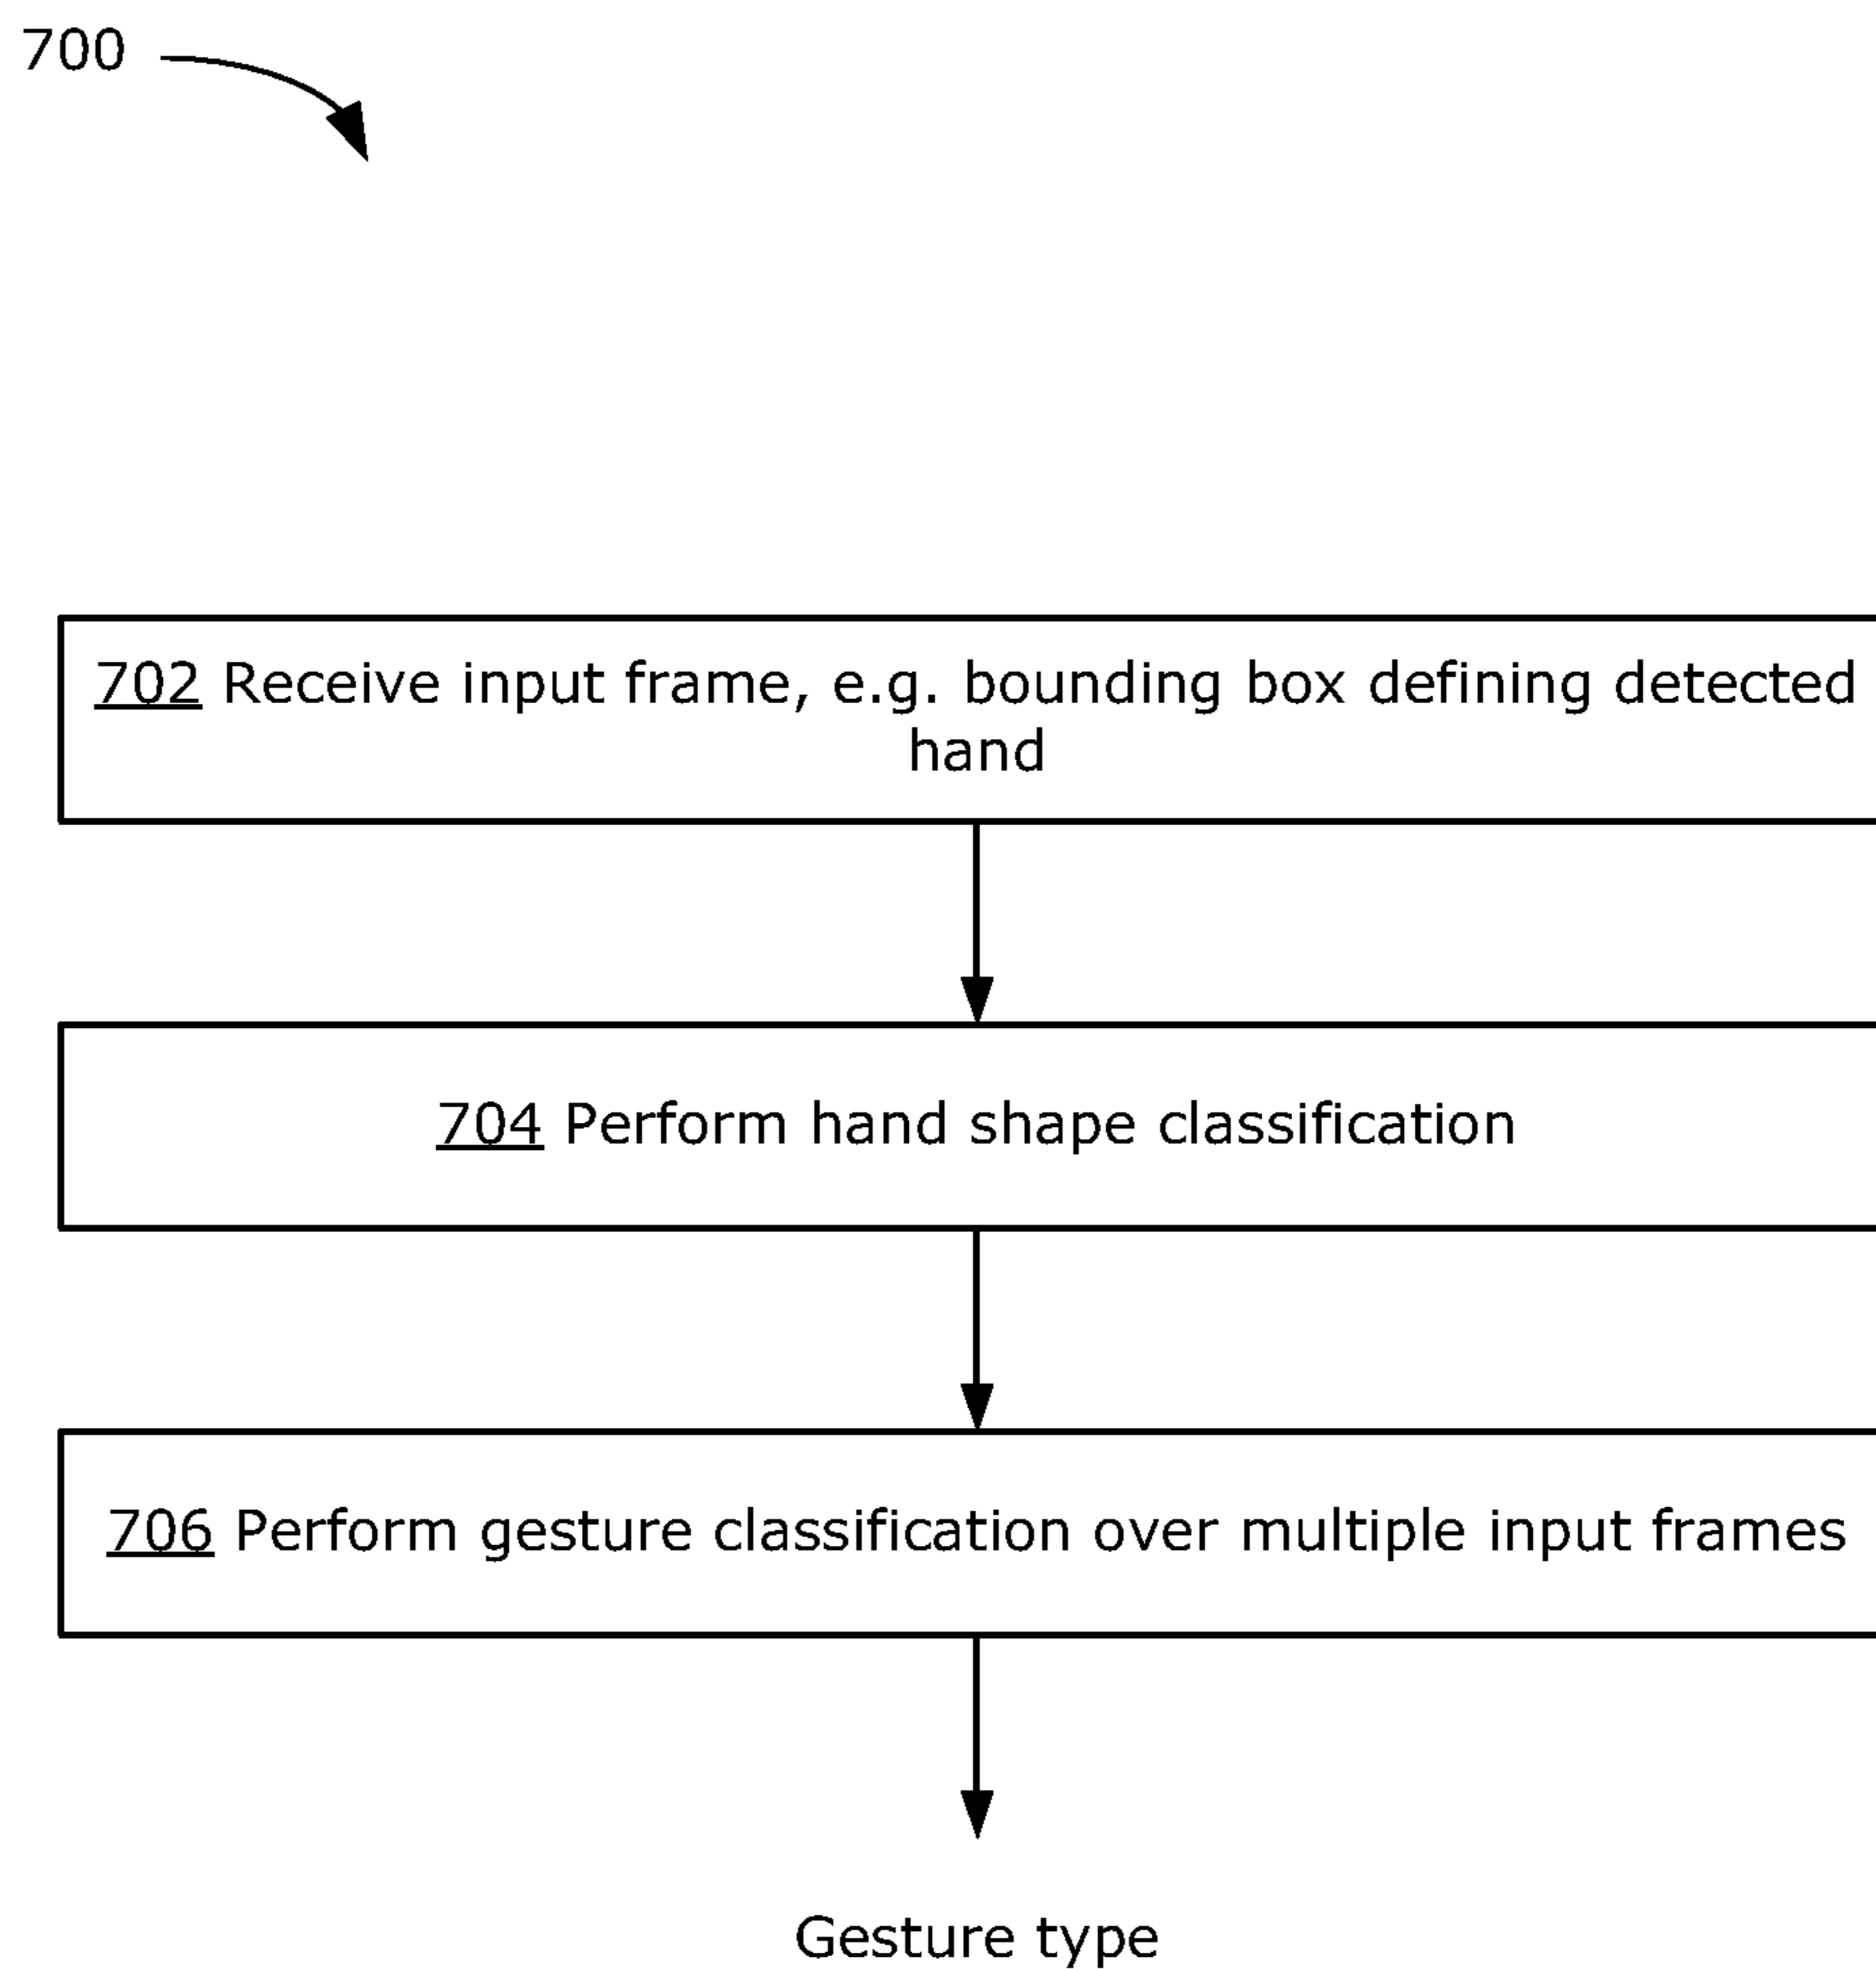 700
702 Receive input frame, e.g. bounding box defining detected
hand
704 Perform hand shape classification
706 Perform gesture classification over multiple input frames
Gesture type